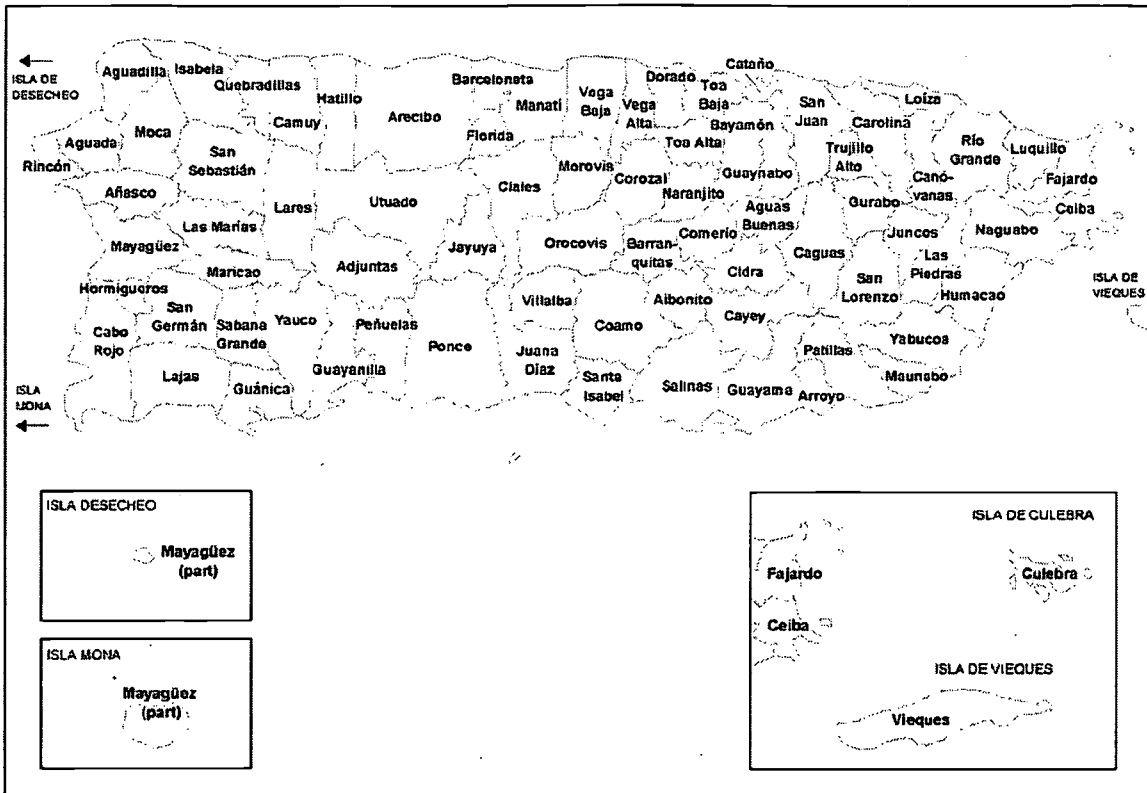 ISLA DE
DESECHEO
Aguadilla
Isabela
Quebradillas
Camuy
Hatillo
Arecibo
Barceloneta
Manatí
Florida
Vega
Baja
Vega
Alta
Dorado
Toa
Baja
Cataño
Bayamón
San
Juan
Carolina
Loíza
Río
Grande
Luquillo
Fajardo
Ceiba
Rincón
Aguada
Moca
San
Sebastián
Añasco
Las Marías
Lares
Utuado
Ciales
Morovis
Corozal
Toa Alta
Naranjito
Guaynabo
Trujillo
Alto
Canó-
vanas
Mayagüez
Maricao
Adjuntas
Jayuya
Orocovis
Barran-
quitas
Comerío
Aguas
Buenas
Cidra
Caguas
Gurabo
Juncos
Las
Piedras
Naguabo
Humacao
San
Lorenzo
ISLA DE
VIEQUES
Hormigueros
Cabo
Rojo
San
Germán
Sabana
Grande
Yauco
Peñuelas
Guayanilla
Ponce
Villalba
Juana
Díaz
Coamo
Aibonito
Cayey
Patillas
Yabucoa
Maunabo
Lajas
Guánica
Santa
Isabel
Salinas
Guayama
Arroyo
ISLA
MONA
ISLA DESECHEO
Mayagüez
(part)
ISLA MONA
Mayagüez
(part)
ISLA DE CULEBRA
Fajardo
Culebra
Ceiba
ISLA DE VIEQUES
Vieques